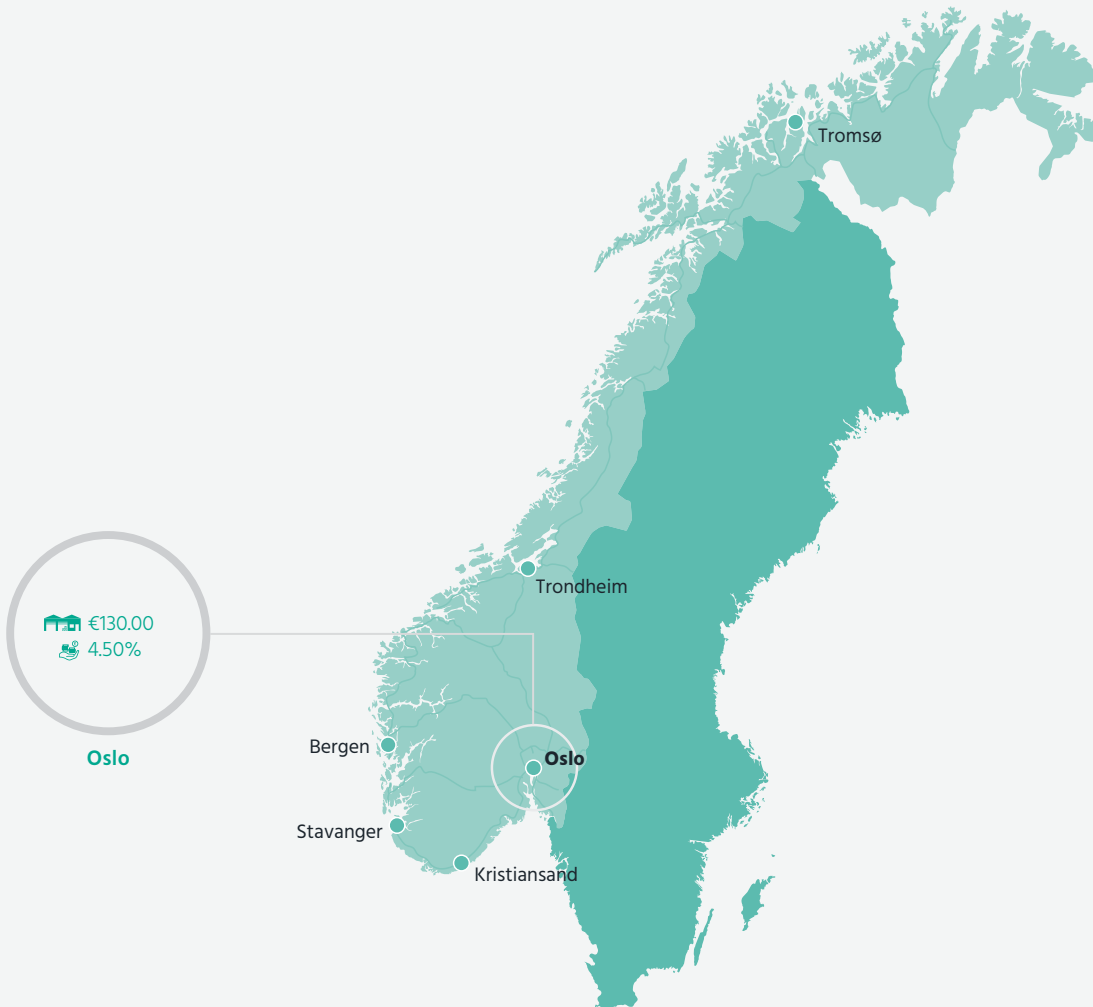 Tromsø
Trondheim
€130.00
4.50%
Oslo
Bergen
Oslo
Stavanger
Kristiansand